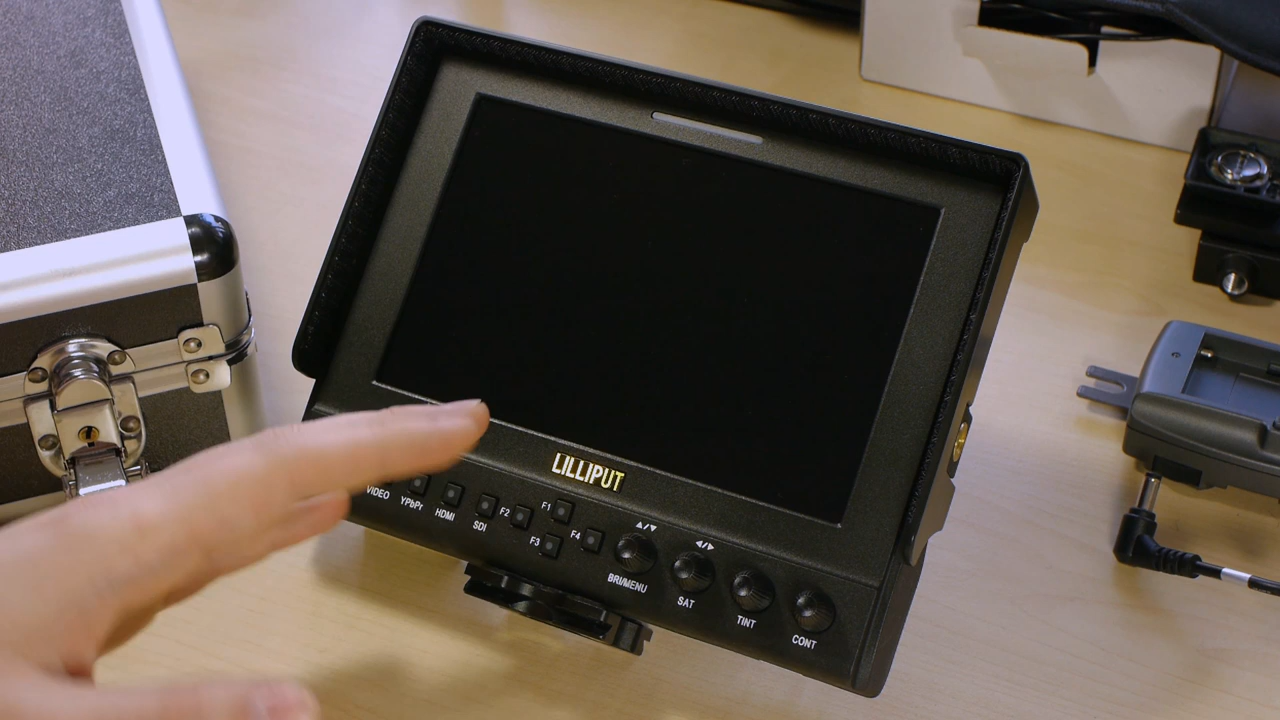 LILLIPUT
VIDEO YPbPr HDMI SDI F2 F1 F3 F4
▲/▼ ◀/▶
BRI/MENU SAT TINT CONT